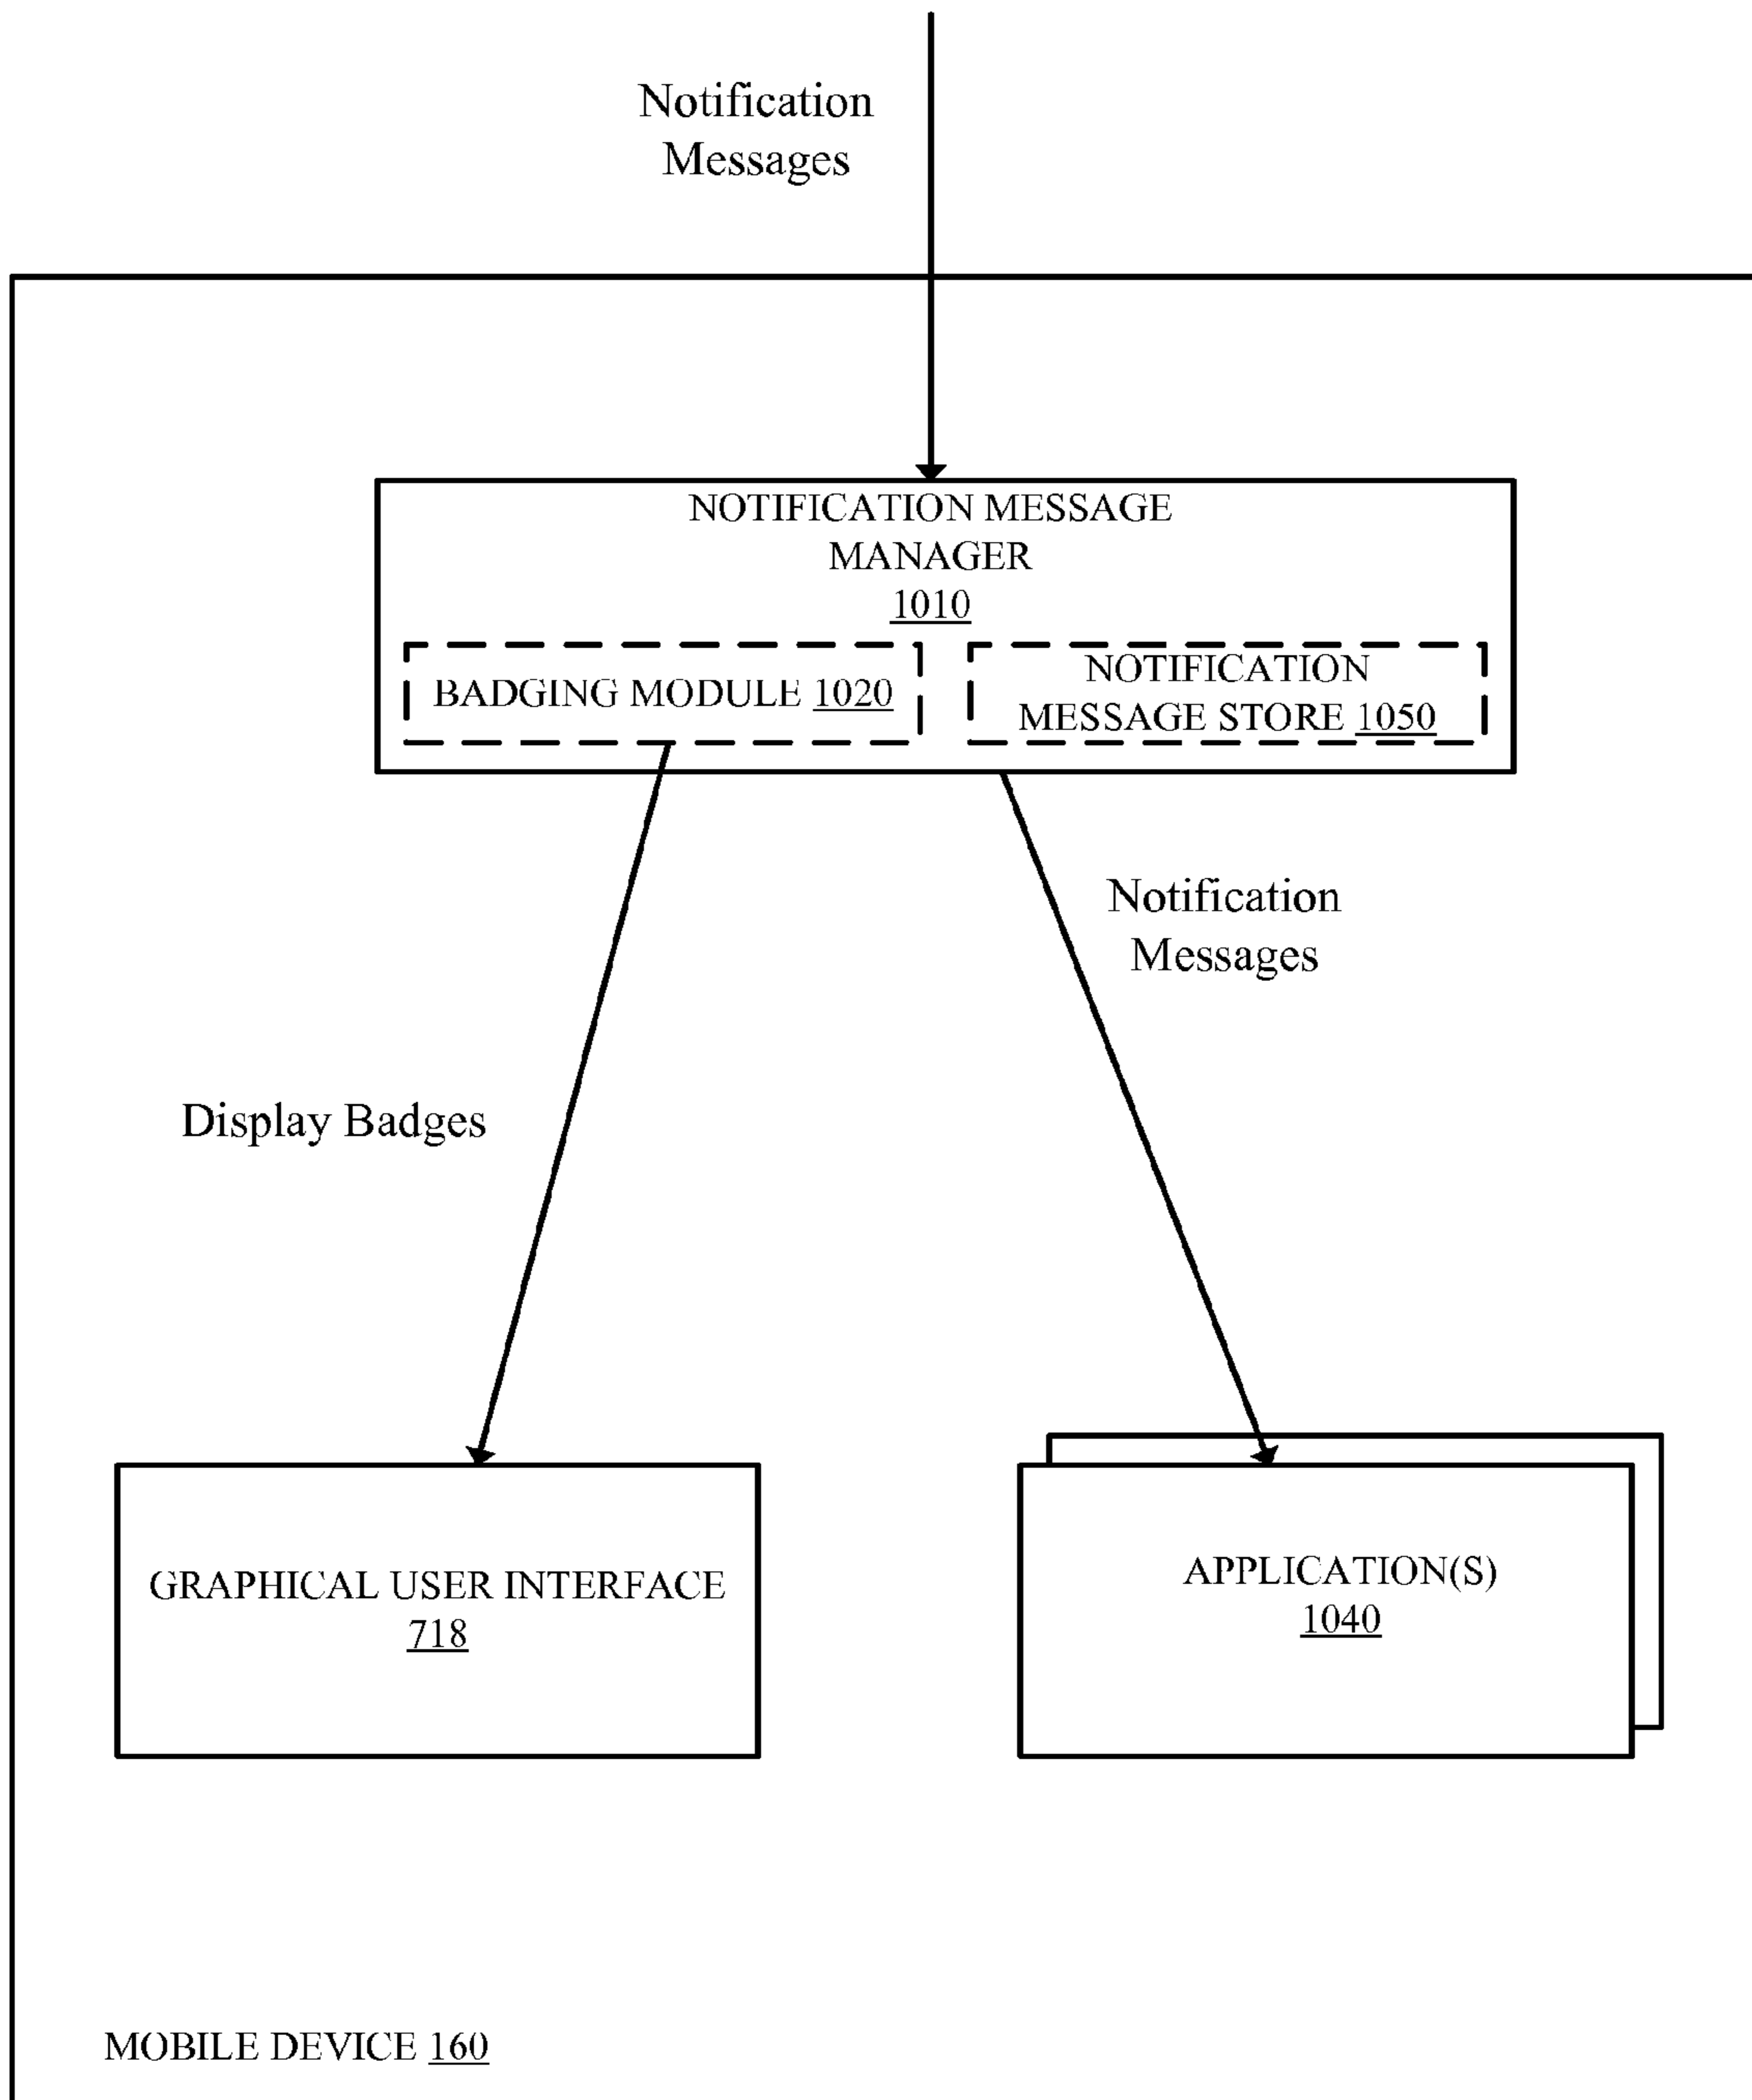 Notification
Messages
NOTIFICATION MESSAGE
MANAGER
1010
BADGING MODULE 1020
NOTIFICATION
MESSAGE STORE 1050
Notification
Messages
Display Badges
GRAPHICAL USER INTERFACE
718
APPLICATION(S)
1040
MOBILE DEVICE 160